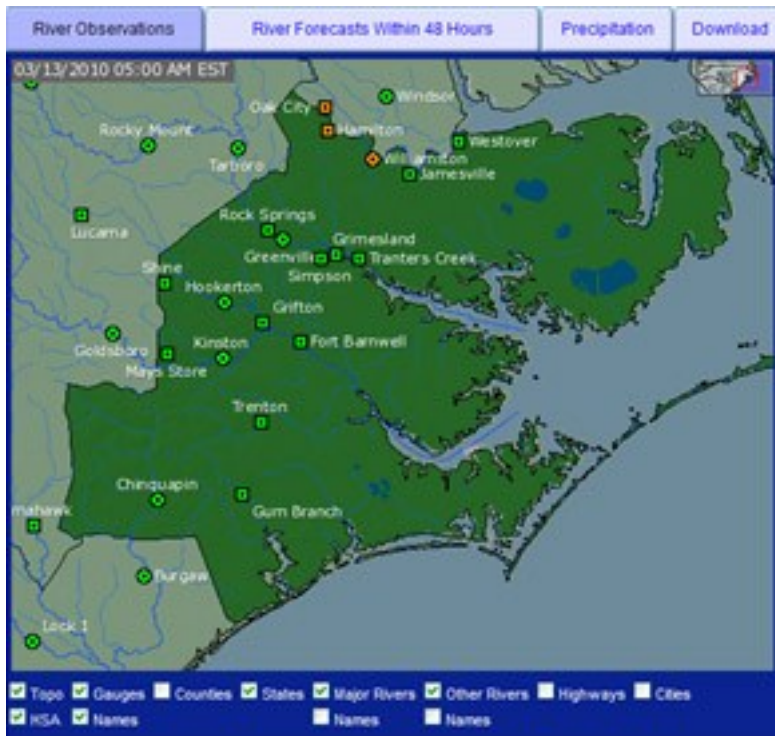 River Observations
River Forecasts Within 48 Hours
Precipitation
Download
03/13/2010 05:00 AM EST
Oak City
Windsor
Rocky Mount
Hamilton
Tarboro
Williamston
Westover
Jamesville
Lucama
Rock Springs
Greenville
Grimesland
Simpson
Tranters Creek
Shine
Hookerton
Grifton
Goldsboro
Kinston
Fort Barnwell
Mays Store
Trenton
Chinquapin
Gum Branch
mahawk
Burgaw
Lock 1
Topo Gauges Counties States Major Rivers Other Rivers Highways Cities
HSA Names Names Names